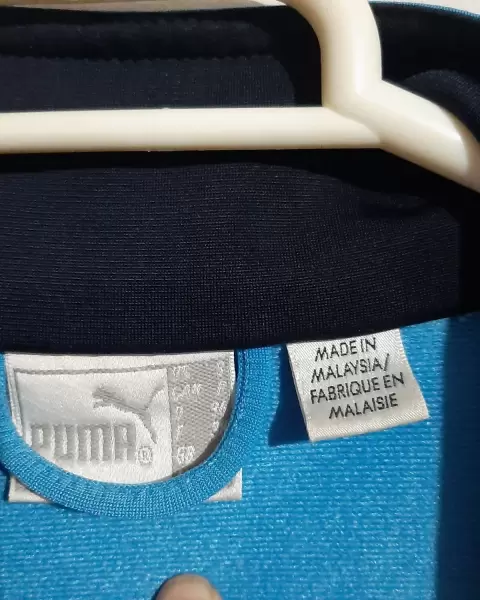 PUMA®
MADE IN
MALAYSIA/
FABRIQUE EN
MALAISIE